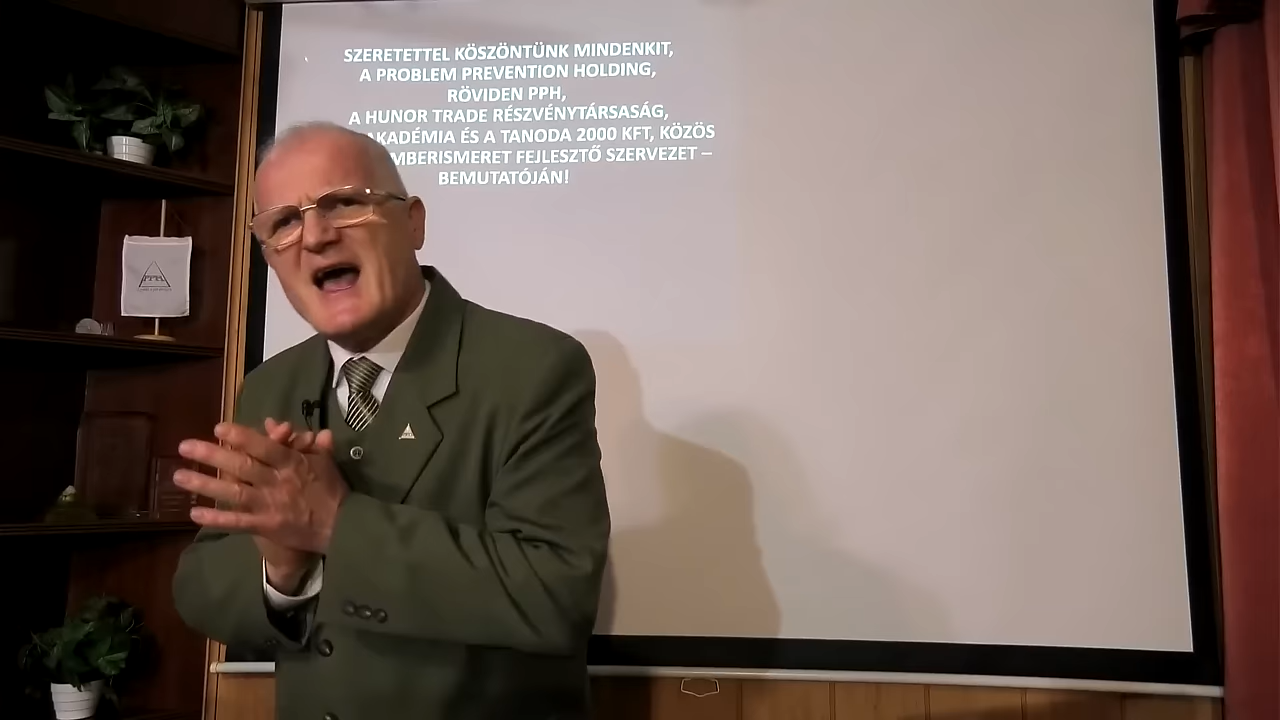 SZERETETTEL KÖSZÖNTÜNK MINDENKIT,
A PROBLEM PREVENTION HOLDING,
RÖVIDEN PPH,
A HUNOR TRADE RÉSZVÉNYTÁRSASÁG,
AKADÉMIA ÉS A TANODA 2000 KFT, KÖZÖS
MBERISMERET FEJLESZTŐ SZERVEZET –
BEMUTATÓJÁN!